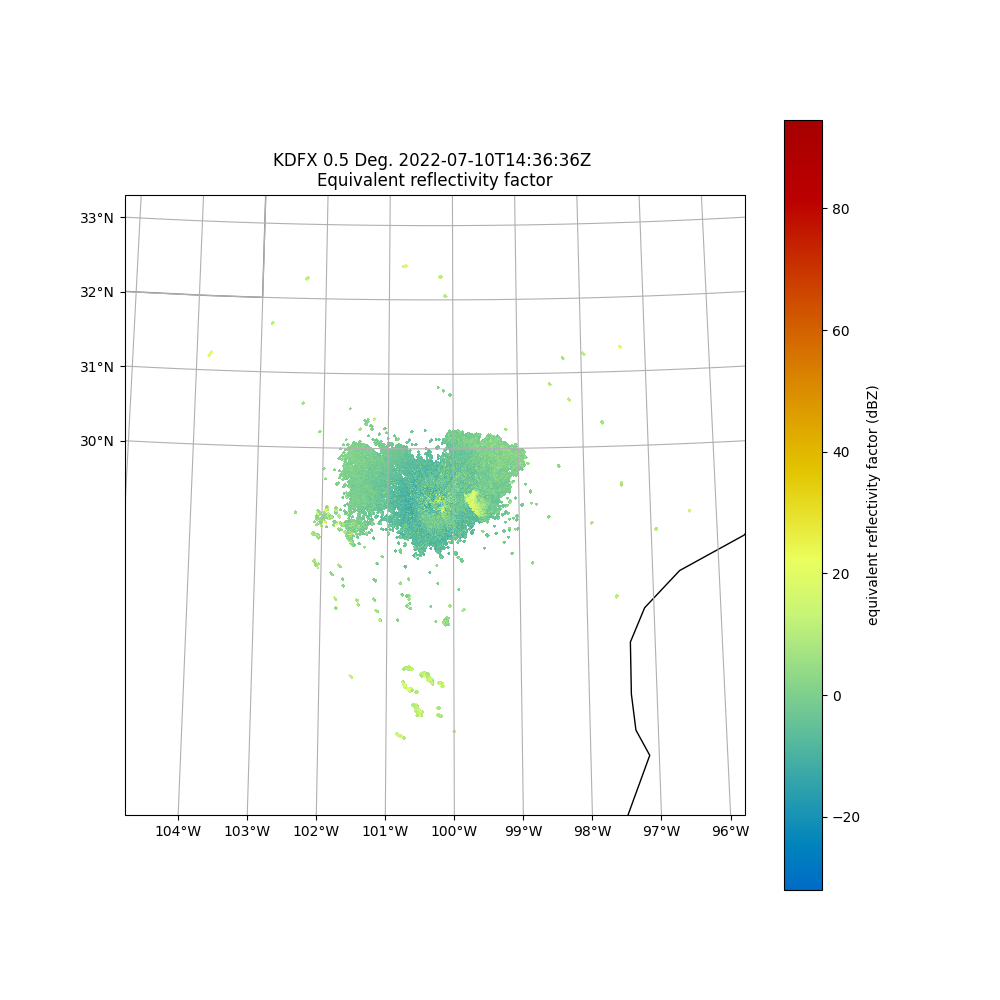 KDFX 0.5 Deg. 2022-07-10T14:36:36Z
Equivalent reflectivity factor
33°N
32°N
31°N
30°N
104°W 103°W 102°W 101°W 100°W 99°W 98°W 97°W 96°W
80
60
40
20
0
−20
equivalent reflectivity factor (dBZ)